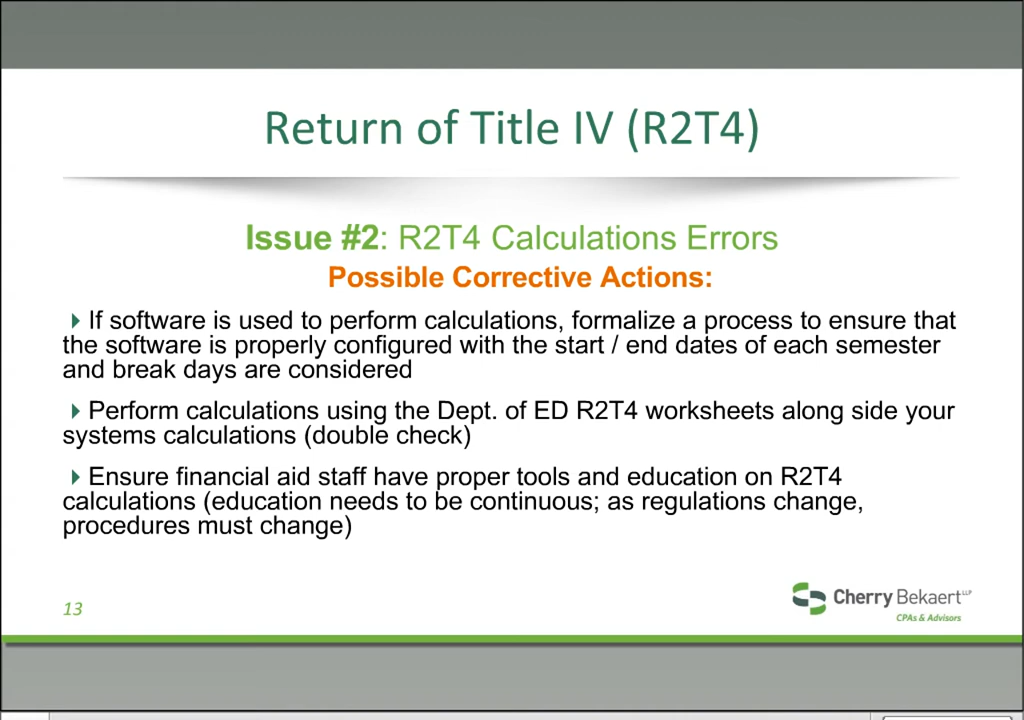 Return of Title IV (R2T4)
Issue #2: R2T4 Calculations Errors
Possible Corrective Actions:
If software is used to perform calculations, formalize a process to ensure that
the software is properly configured with the start / end dates of each semester
and break days are considered
Perform calculations using the Dept. of ED R2T4 worksheets along side your
systems calculations (double check)
Ensure financial aid staff have proper tools and education on R2T4
calculations (education needs to be continuous; as regulations change,
procedures must change)
13
Cherry Bekaert LLP
CPAs & Advisors